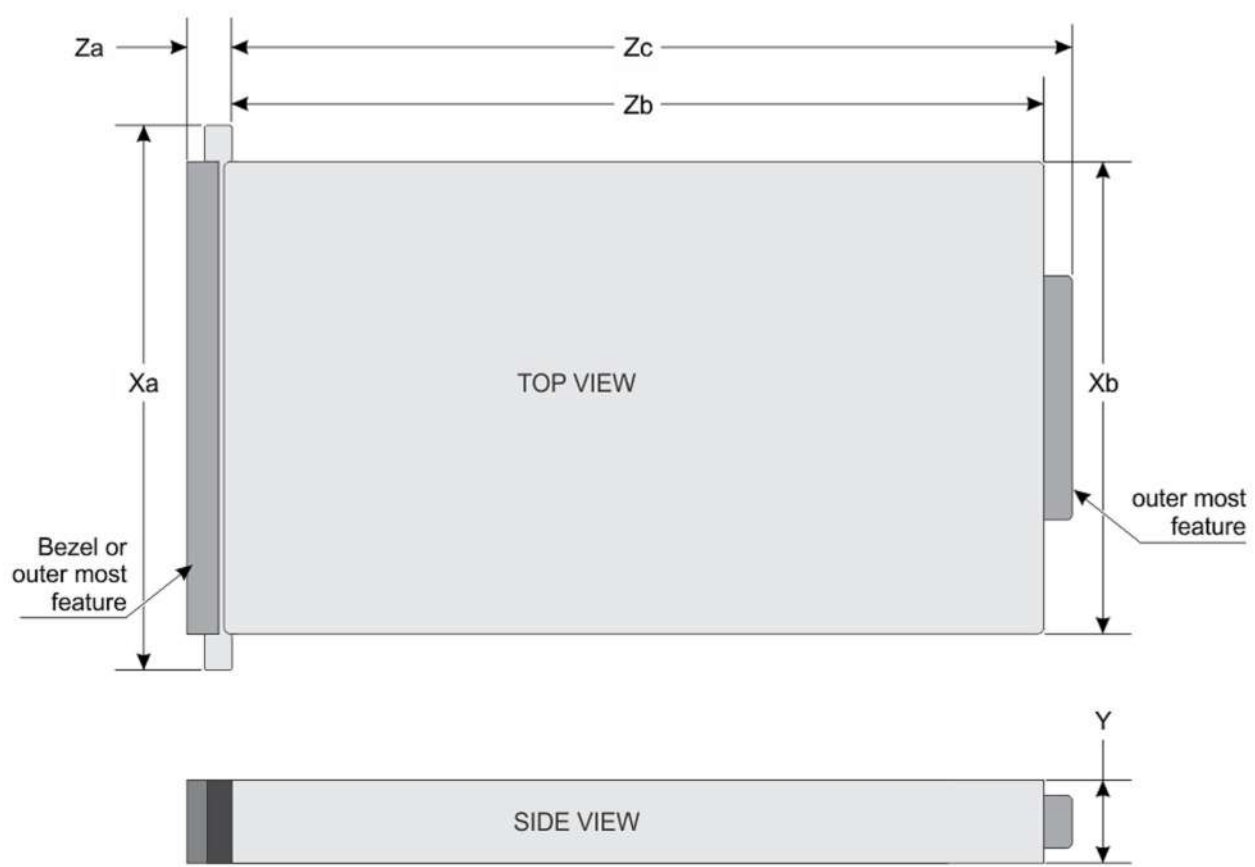 Za
Zc
Zb
Xa
TOP VIEW
Xb
outer most
feature
Bezel or
outer most
feature
Y
SIDE VIEW